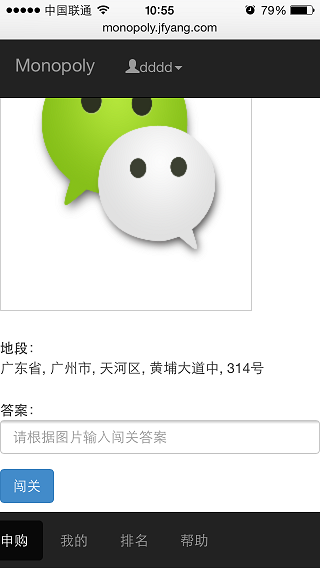 中国联通 10:55 79%
monopoly.jfyang.com
Monopoly dddd
地段：
广东省, 广州市, 天河区, 黄埔大道中, 314号
答案：
请根据图片输入闯关答案
闯关
申购 我的 排名 帮助